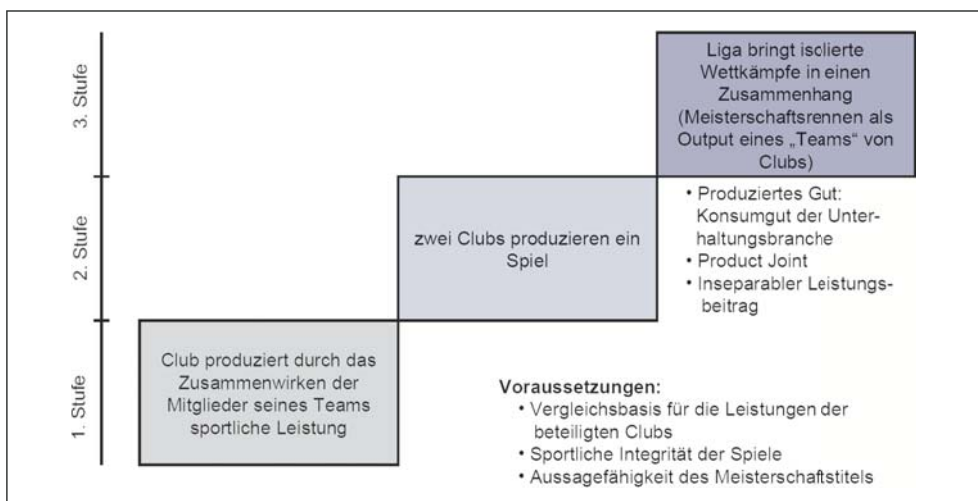 3. Stufe
Liga bringt isolierte
Wettkämpfe in einen
Zusammenhang
(Meisterschaftsrennen als
Output eines „Teams“ von
Clubs)
2. Stufe
zwei Clubs produzieren ein
Spiel
• Produziertes Gut:
Konsumgut der Unter-
haltungsbranche
• Product Joint
• Inseparabler Leistungs-
beitrag
1. Stufe
Club produziert durch das
Zusammenwirken der
Mitglieder seines Teams
sportliche Leistung
Voraussetzungen:
• Vergleichsbasis für die Leistungen der
beteiligten Clubs
• Sportliche Integrität der Spiele
• Aussagefähigkeit des Meisterschaftstitels